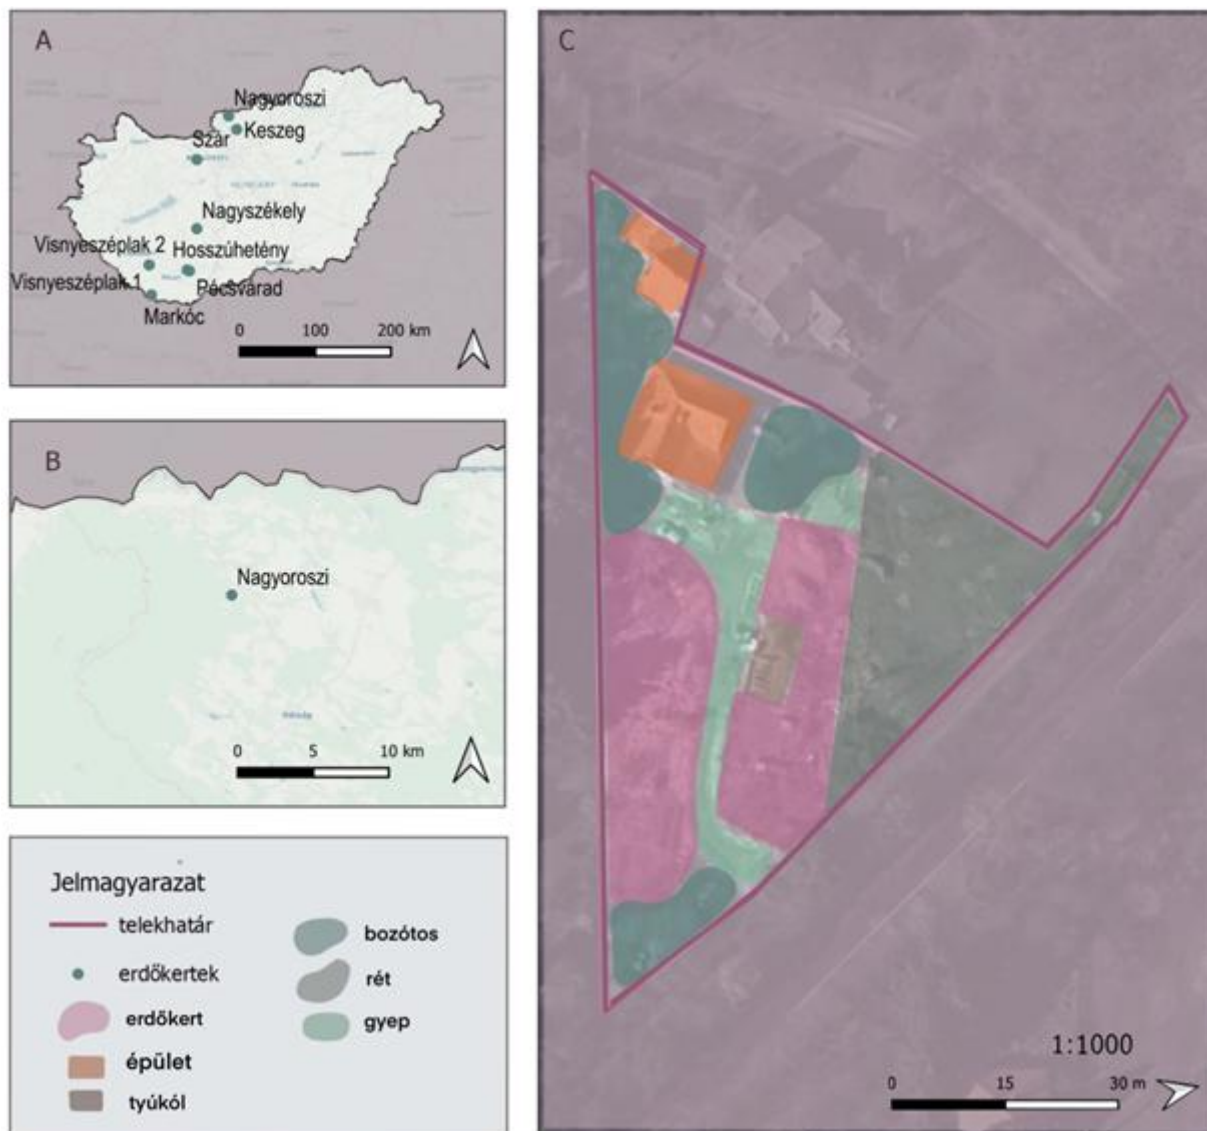 A
Nagyoroszi
Keszeg
Szár
Nagyszékely
Visnyeszéplak 2
Hosszúhetény
Visnyeszéplak 1
Pécsvárad
Markóc
0 100 200 km
B
Nagyoroszi
0 5 10 km
Jelmagyarazat
telekhatár
erdőkertek
erdőkert
épület
tyúkól
bozótos
rét
gyep
C
1:1000
0 15 30 m